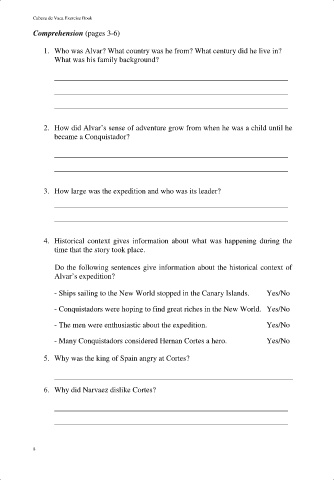 Cabeza de Vaca Exercise Book
Comprehension (pages 3-6)
1. Who was Alvar? What country was he from? What century did he live in?
What was his family background?
2. How did Alvar's sense of adventure grow from when he was a child until he
became a Conquistador?
3. How large was the expedition and who was its leader?
4. Historical context gives information about what was happening during the
time that the story took place.
Do the following sentences give information about the historical context of
Alvar's expedition?
- Ships sailing to the New World stopped in the Canary Islands. Yes/No
- Conquistadors were hoping to find great riches in the New World. Yes/No
- The men were enthusiastic about the expedition. Yes/No
- Many Conquistadors considered Hernan Cortes a hero. Yes/No
5. Why was the king of Spain angry at Cortes?
6. Why did Narvaez dislike Cortes?